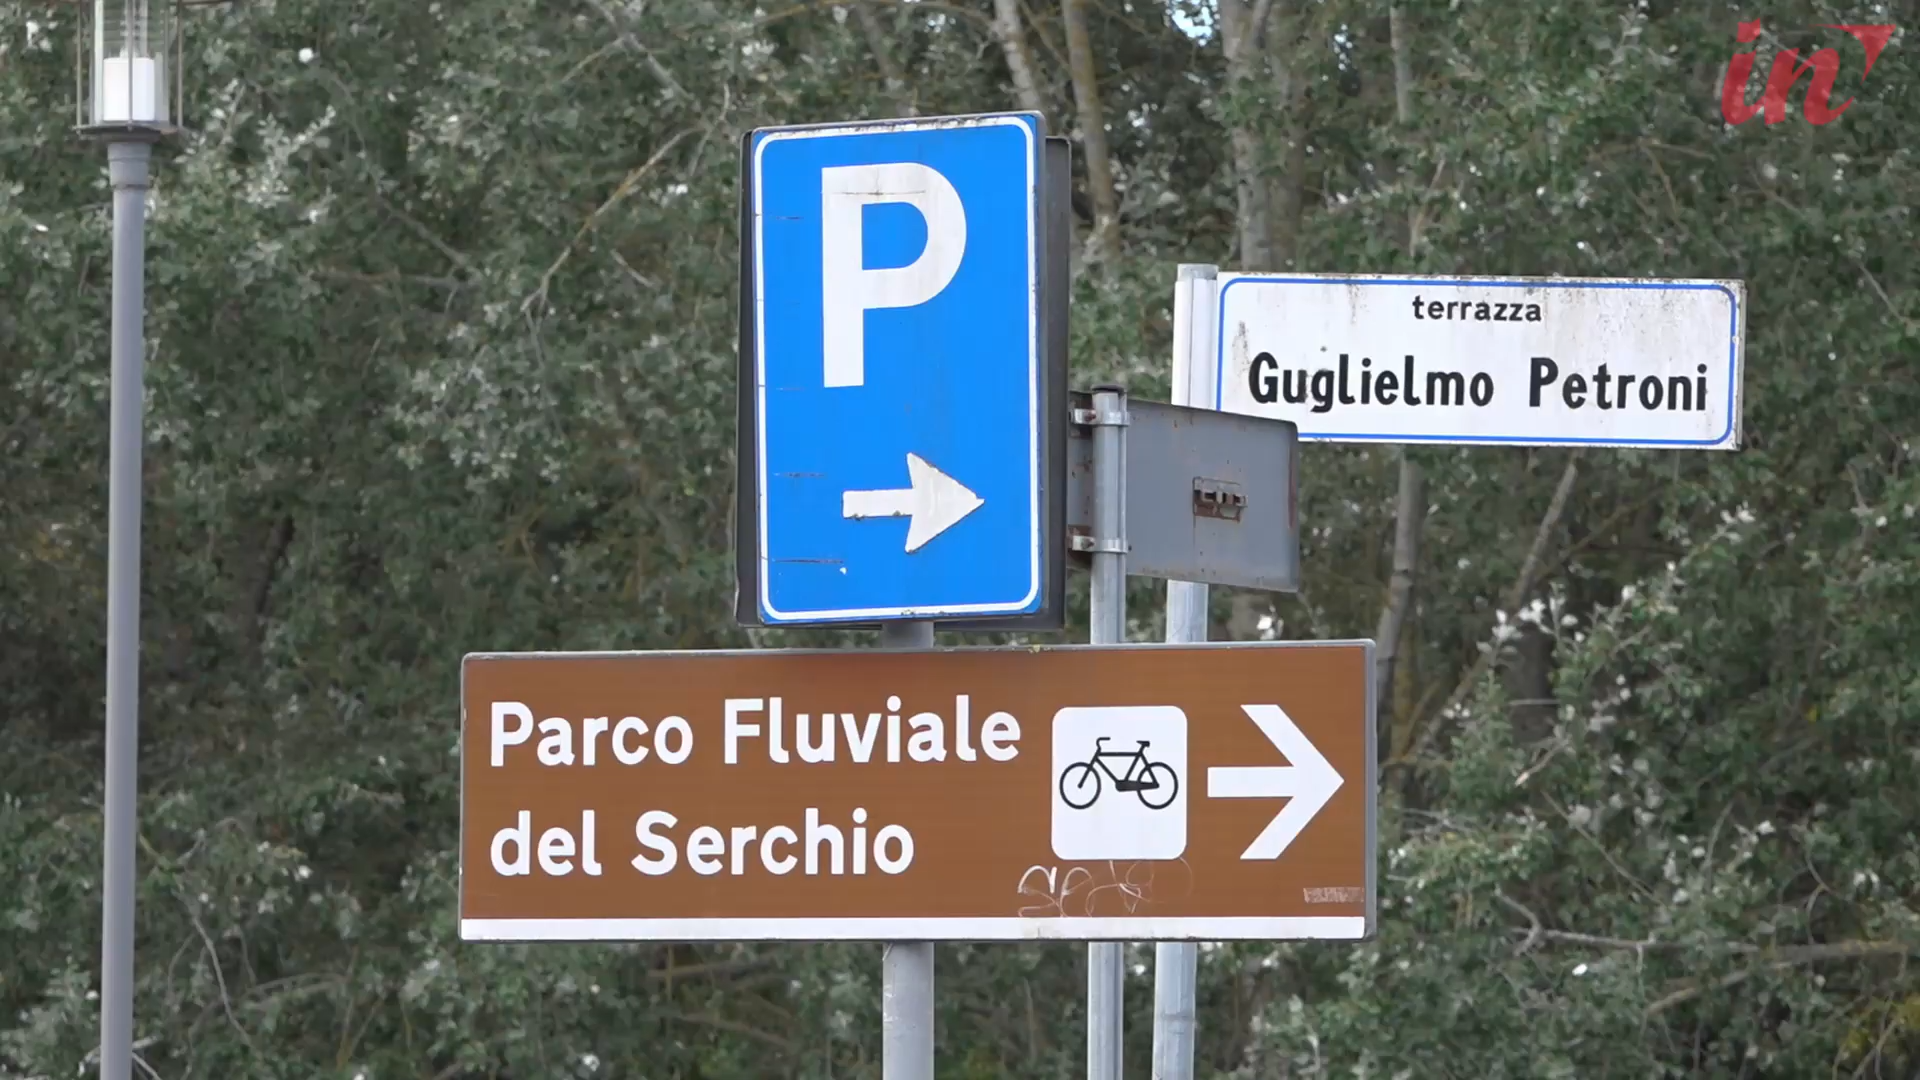 in
P
terrazza
Guglielmo Petroni
Parco Fluviale
del Serchio